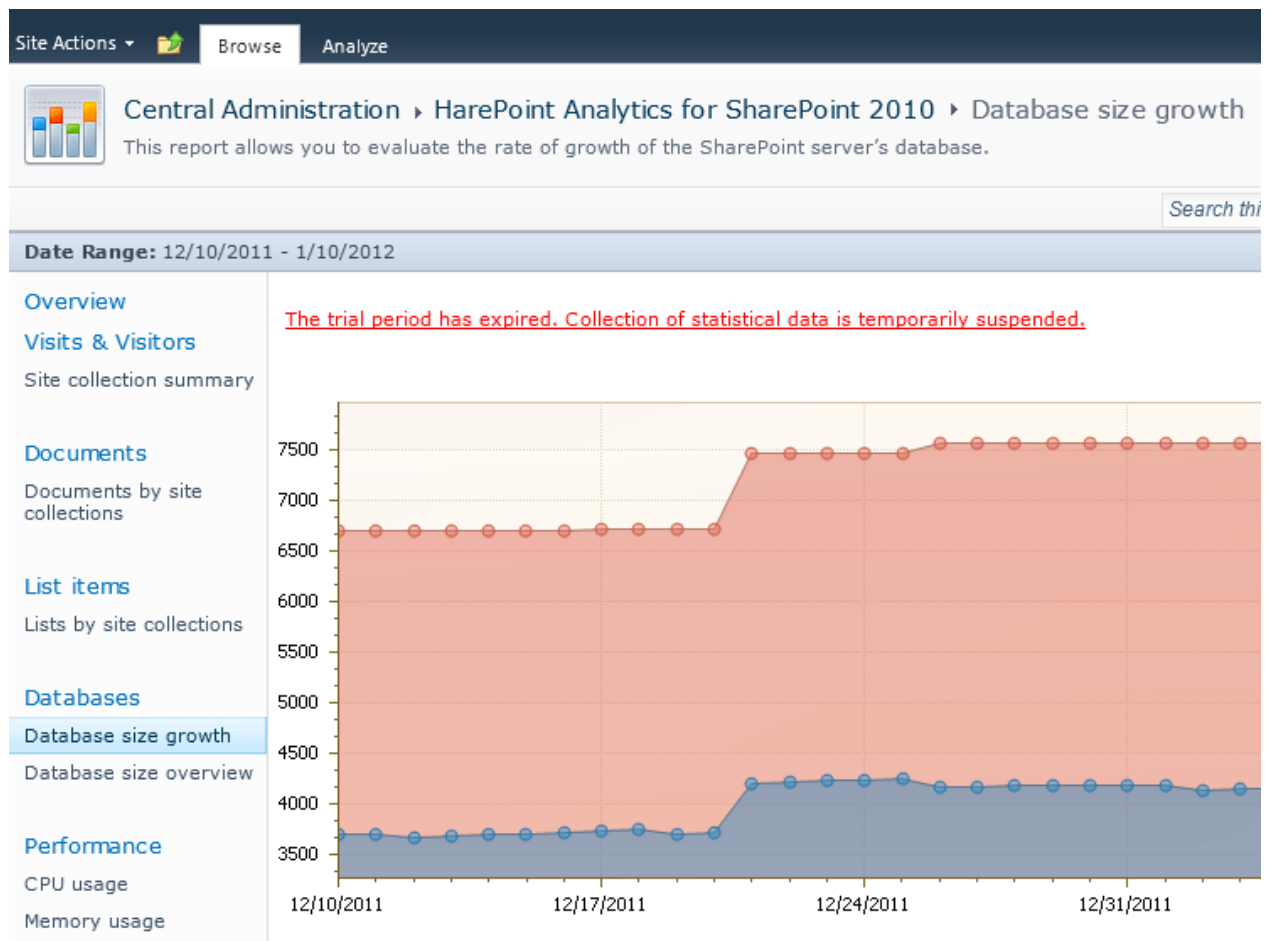 Site Actions Browse Analyze
Central Administration HarePoint Analytics for SharePoint 2010 Database size growth
This report allows you to evaluate the rate of growth of the SharePoint server's database.
Search thi
Date Range: 12/10/2011 - 1/10/2012
Overview
Visits & Visitors
Site collection summary
Documents
Documents by site
collections
List items
Lists by site collections
Databases
Database size growth
Database size overview
Performance
CPU usage
Memory usage
The trial period has expired. Collection of statistical data is temporarily suspended.
7500
7000
6500
6000
5500
5000
4500
4000
3500
12/10/2011 12/17/2011 12/24/2011 12/31/2011